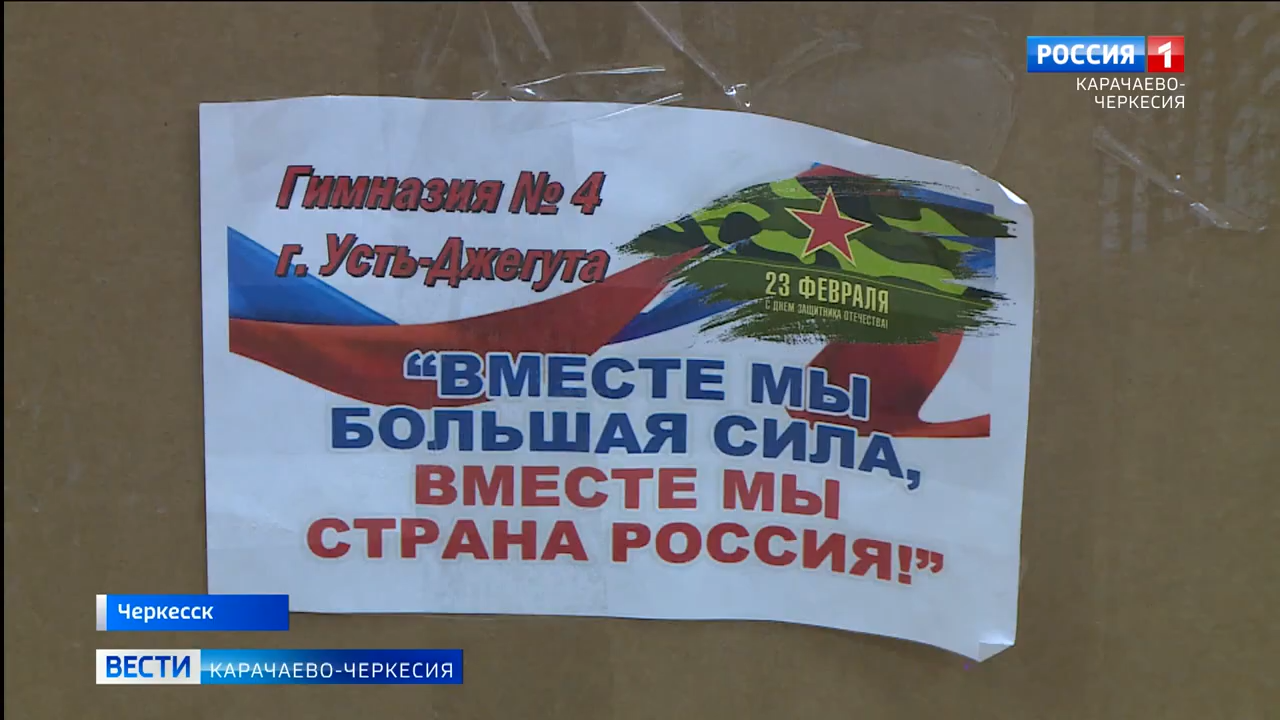 РОССИЯ 1
КАРАЧАЕВО-
ЧЕРКЕСИЯ
Гимназия № 4
г. Усть-Джегута
23 ФЕВРАЛЯ
С ДНЕМ ЗАЩИТНИКА ОТЕЧЕСТВА!
“ВМЕСТЕ МЫ
БОЛЬШАЯ СИЛА,
ВМЕСТЕ МЫ
СТРАНА РОССИЯ!”
Черкесск
ВЕСТИ КАРАЧАЕВО-ЧЕРКЕСИЯ